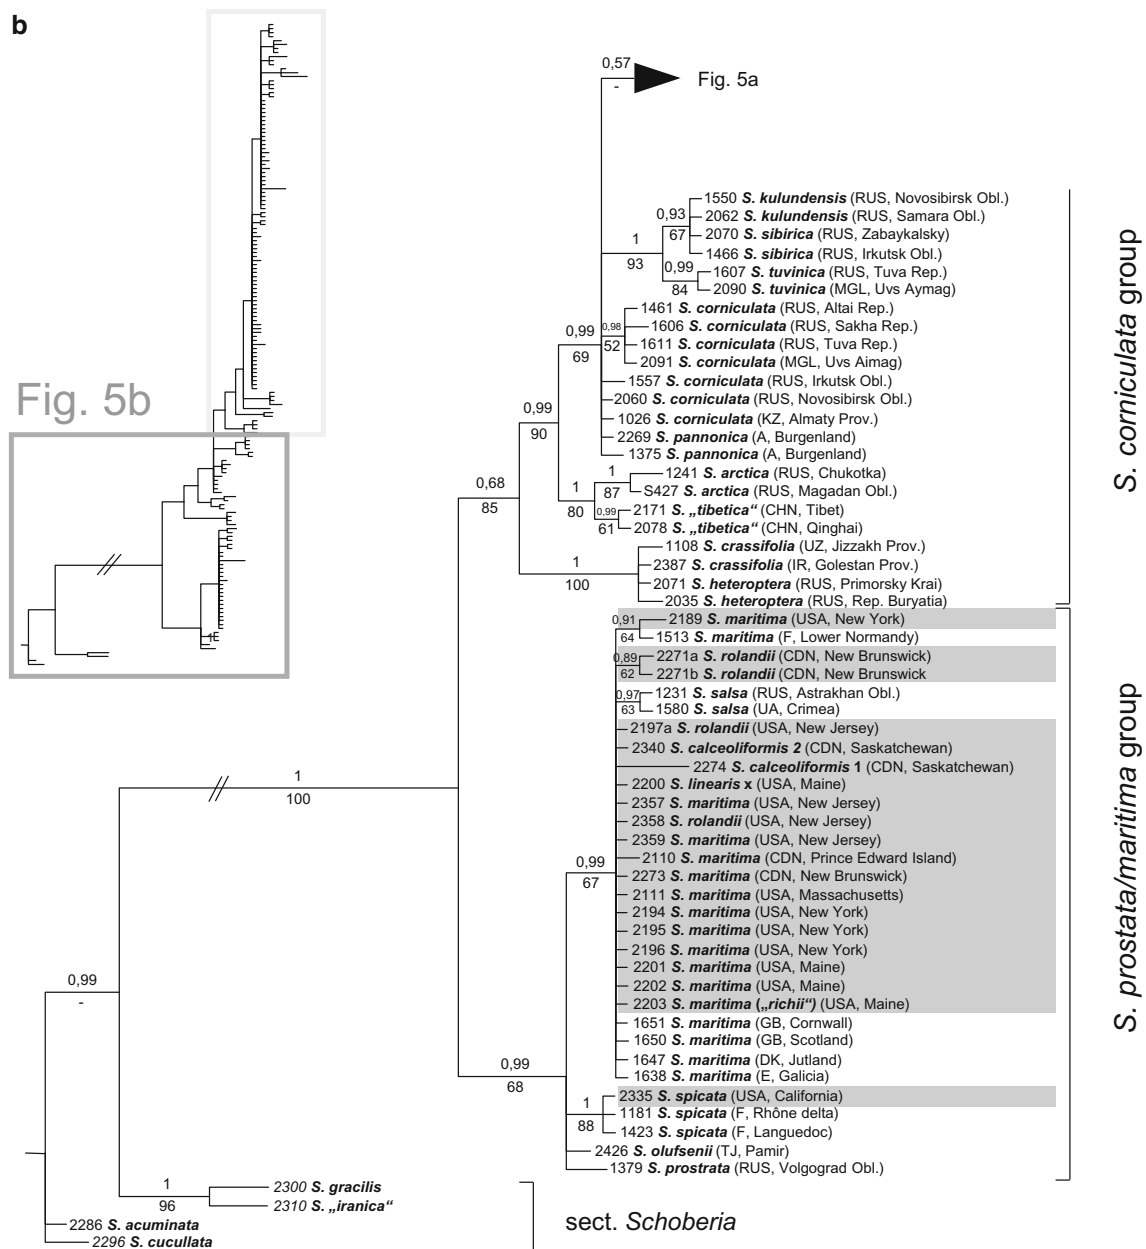 b
Fig. 5b
0,57
-
Fig. 5a
1550 S. kulundensis (RUS, Novosibirsk Obl.)
0,93
2062 S. kulundensis (RUS, Samara Obl.)
67
2070 S. sibirica (RUS, Zabaykalsky)
1
1466 S. sibirica (RUS, Irkutsk Obl.)
93
0,99
1607 S. tuvinica (RUS, Tuva Rep.)
84
2090 S. tuvinica (MGL, Uvs Aymag)
1461 S. corniculata (RUS, Altai Rep.)
0,99
0,98
1606 S. corniculata (RUS, Sakha Rep.)
69
52
1611 S. corniculata (RUS, Tuva Rep.)
2091 S. corniculata (MGL, Uvs Aimag)
1557 S. corniculata (RUS, Irkutsk Obl.)
2060 S. corniculata (RUS, Novosibirsk Obl.)
0,99
1026 S. corniculata (KZ, Almaty Prov.)
90
2269 S. pannonica (A, Burgenland)
1375 S. pannonica (A, Burgenland)
1
1241 S. arctica (RUS, Chukotka)
0,68
1
87
S427 S. arctica (RUS, Magadan Obl.)
85
80
0,99
2171 S. „tibetica“ (CHN, Tibet)
61
2078 S. „tibetica“ (CHN, Qinghai)
1108 S. crassifolia (UZ, Jizzakh Prov.)
1
2387 S. crassifolia (IR, Golestan Prov.)
100
2071 S. heteroptera (RUS, Primorsky Krai)
2035 S. heteroptera (RUS, Rep. Buryatia)
S. corniculata group
0,91
2189 S. maritima (USA, New York)
64
1513 S. maritima (F, Lower Normandy)
0,89
2271a S. rolandii (CDN, New Brunswick)
62
2271b S. rolandii (CDN, New Brunswick
0,97
1231 S. salsa (RUS, Astrakhan Obl.)
63
1580 S. salsa (UA, Crimea)
2197a S. rolandii (USA, New Jersey)
2340 S. calceoliformis 2 (CDN, Saskatchewan)
2274 S. calceoliformis 1 (CDN, Saskatchewan)
1
100
2200 S. linearis x (USA, Maine)
2357 S. maritima (USA, New Jersey)
2358 S. rolandii (USA, New Jersey)
2359 S. maritima (USA, New Jersey)
0,99
67
2110 S. maritima (CDN, Prince Edward Island)
2273 S. maritima (CDN, New Brunswick)
2111 S. maritima (USA, Massachusetts)
2194 S. maritima (USA, New York)
2195 S. maritima (USA, New York)
2196 S. maritima (USA, New York)
2201 S. maritima (USA, Maine)
0,99
-
2202 S. maritima (USA, Maine)
2203 S. maritima („richii“) (USA, Maine)
1651 S. maritima (GB, Cornwall)
1650 S. maritima (GB, Scotland)
1647 S. maritima (DK, Jutland)
0,99
68
1638 S. maritima (E, Galicia)
2335 S. spicata (USA, California)
1
1181 S. spicata (F, Rhône delta)
88
1423 S. spicata (F, Languedoc)
2426 S. olufsenii (TJ, Pamir)
1379 S. prostrata (RUS, Volgograd Obl.)
S. prostata/maritima group
1
96
2300 S. gracilis
2310 S. „iranica“
2286 S. acuminata
2296 S. cucullata
sect. Schoberia